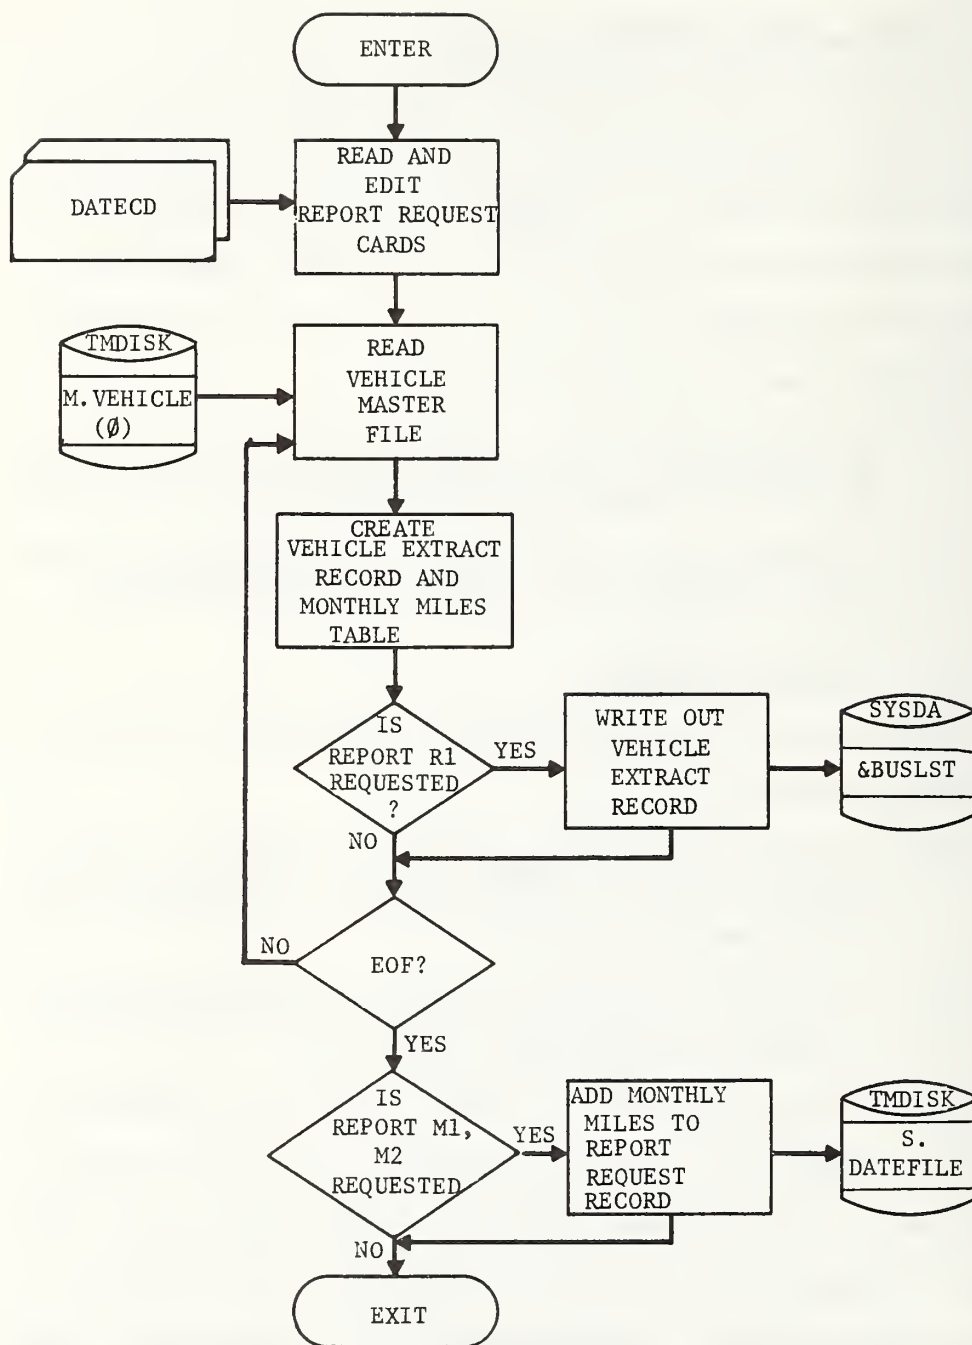 ENTER
READ AND
EDIT
REPORT REQUEST
CARDS
DATECD
TMDISK
M.VEHICLE
(Ø)
READ
VEHICLE
MASTER
FILE
CREATE
VEHICLE EXTRACT
RECORD AND
MONTHLY MILES
TABLE
IS
REPORT R1
REQUESTED
?
YES
WRITE OUT
VEHICLE
EXTRACT
RECORD
SYSDA
&BUSLST
NO
NO
EOF?
YES
IS
REPORT M1,
M2
REQUESTED
YES
ADD MONTHLY
MILES TO
REPORT
REQUEST
RECORD
TMDISK
S.
DATEFILE
NO
EXIT